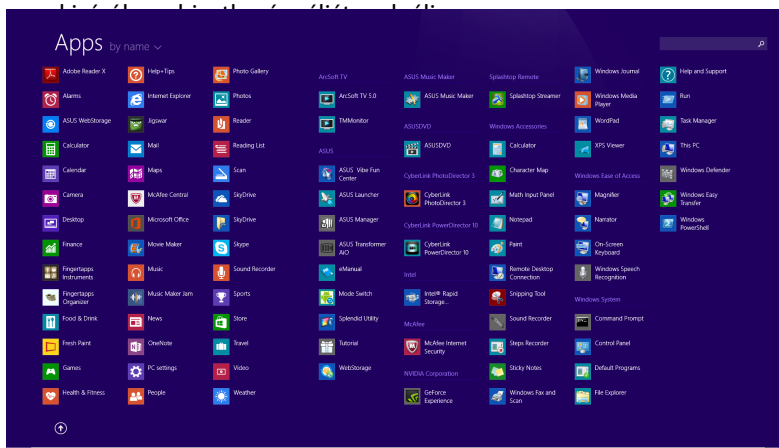 Apps by name
Adobe Reader X
Alarms
ASUS WebStorage
Calculator
Calendar
Camera
Desktop
Finance
Fingertapps
Instruments
Fingertapps
Organizer
Food & Drink
Fresh Paint
Games
Health & Fitness
Help+Tips
Internet Explorer
Jigswar
Mail
Maps
McAfee Central
Microsoft Office
Movie Maker
Music
Music Maker Jam
News
OneNote
PC settings
People
Photo Gallery
Photos
Reader
Reading List
Scan
SkyDrive
SkyDrive
Skype
Sound Recorder
Sports
Store
Travel
Video
Weather
ArcSoft TV
ArcSoft TV 5.0
TMMonitor
ASUS
ASUS Vibe Fun
Center
ASUS Launcher
ASUS Manager
ASUS Transformer
AiO
eManual
Mode Switch
Splendid Utility
Tutorial
WebStorage
ASUS Music Maker
ASUS Music Maker
ASUSDVD
ASUSDVD
CyberLink PhotoDirector 3
CyberLink
PhotoDirector 3
CyberLink PowerDirector 10
CyberLink
PowerDirector 10
Intel
Intel® Rapid
Storage...
McAfee
McAfee Internet
Security
NVIDIA Corporation
GeForce
Experience
Splashtop Remote
Splashtop Streamer
Windows Accessories
Calculator
Character Map
Math Input Panel
Notepad
Paint
Remote Desktop
Connection
Snipping Tool
Sound Recorder
Steps Recorder
Sticky Notes
Windows Fax and
Scan
Windows Journal
Windows Media
Player
WordPad
XPS Viewer
Windows Ease of Access
Magnifier
Narrator
On-Screen
Keyboard
Windows Speech
Recognition
Windows System
Command Prompt
Control Panel
Default Programs
File Explorer
Help and Support
Run
Task Manager
This PC
Windows Defender
Windows Easy
Transfer
Windows
PowerShell